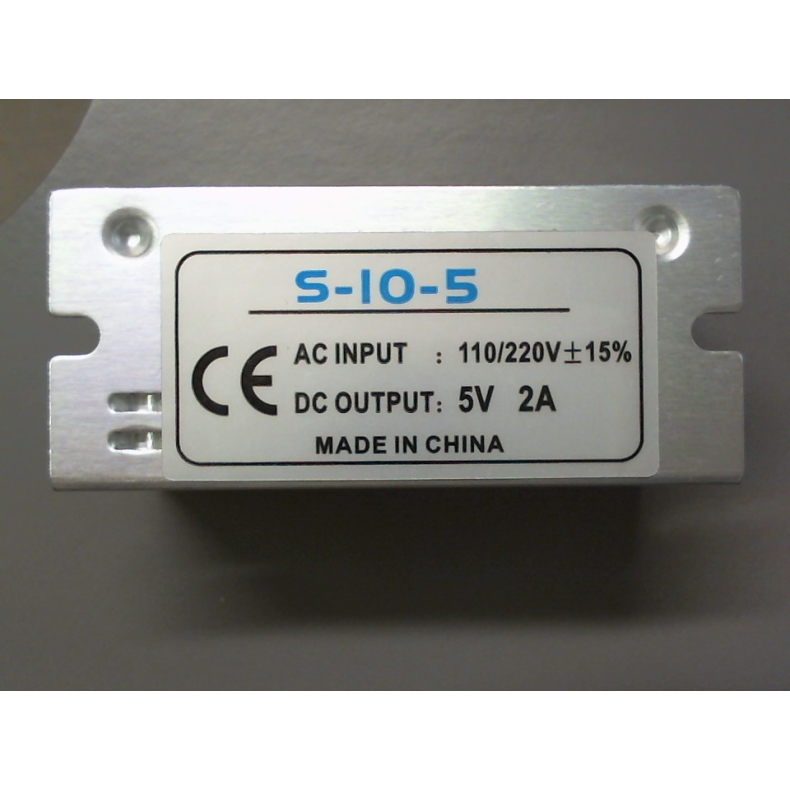 S-10-5
CE
AC INPUT : 110/220V±15%
DC OUTPUT: 5V 2A
MADE IN CHINA